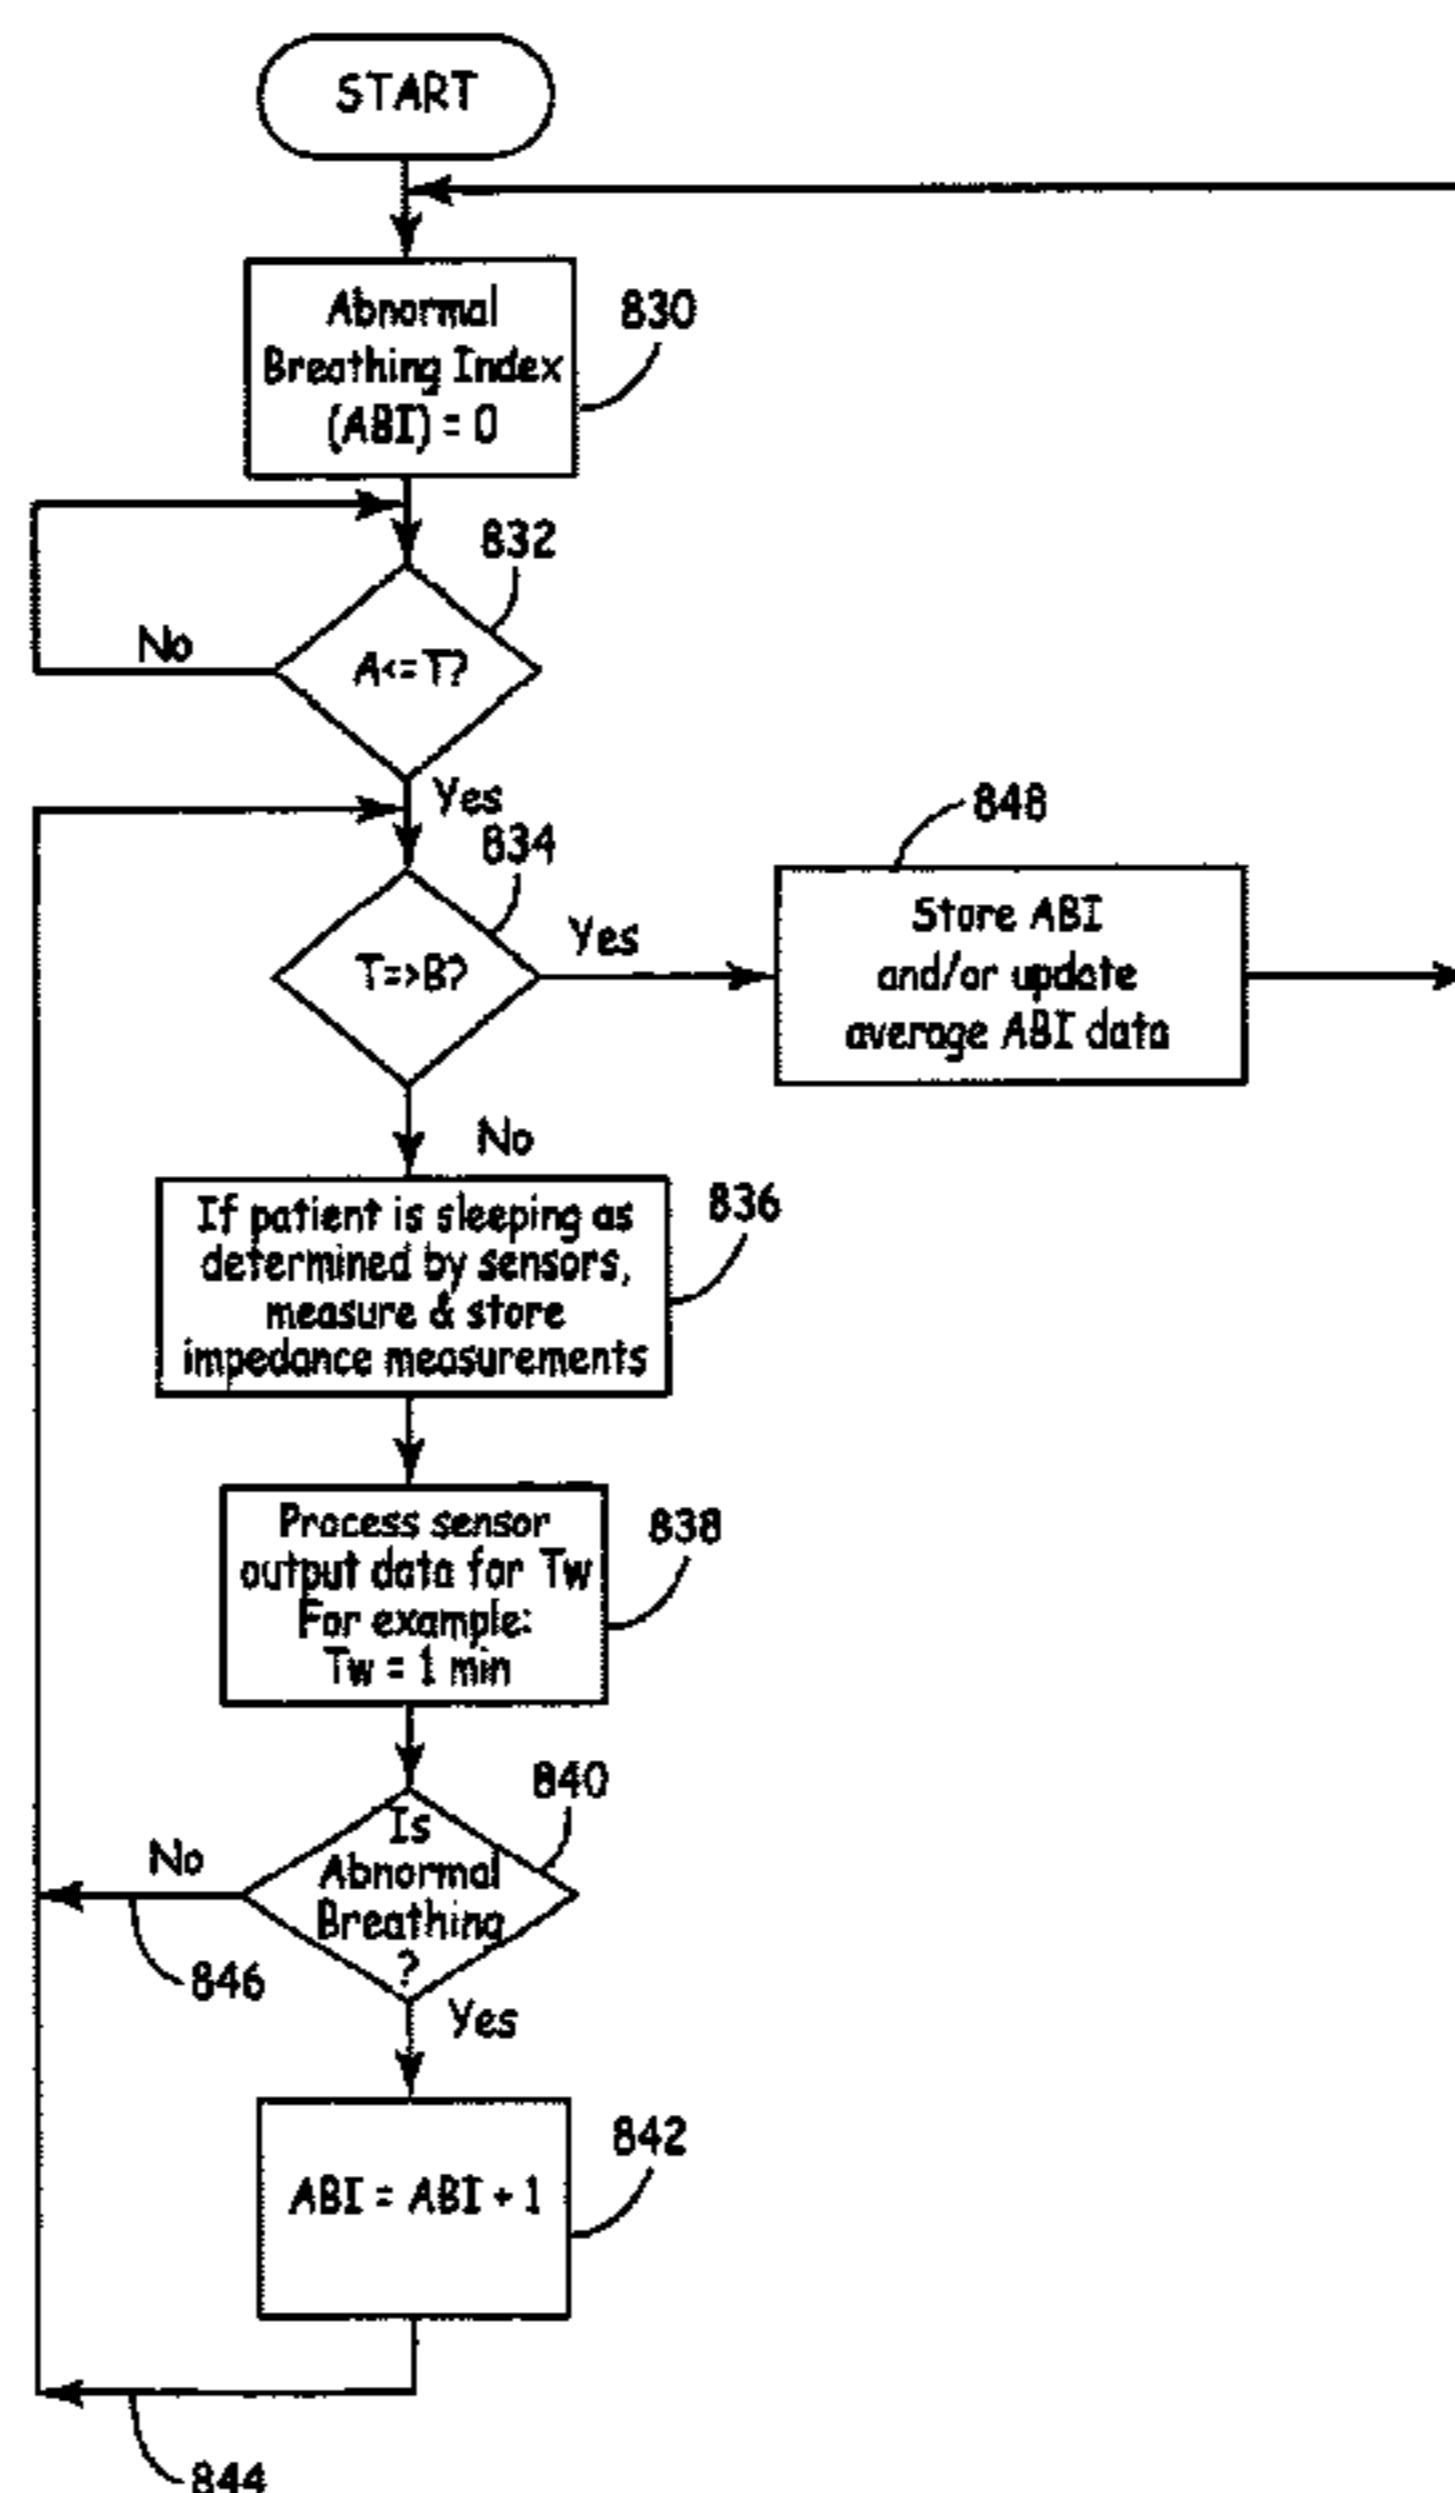 START
Abnormal
Breathing Index
(ABI) = 0
830
832
No
A<=T?
Yes
834
T=>B?
Yes
848
Store ABI
and/or update
average ABI data
No
If patient is sleeping as
determined by sensors,
measure & store
impedance measurements
836
Process sensor
output data for Tw
For example:
Tw = 1 min
838
840
Is
Abnormal
Breathing
?
No
846
Yes
ABI = ABI + 1
842
844